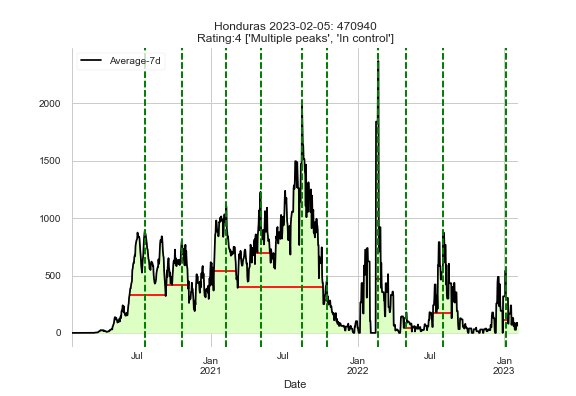 Honduras 2023-02-05: 470940
Rating:4 ['Multiple peaks', 'In control']
Average-7d
2000
1500
1000
500
0
Jul
Jan
2021
Jul
Jan
2022
Jul
Jan
2023
Date